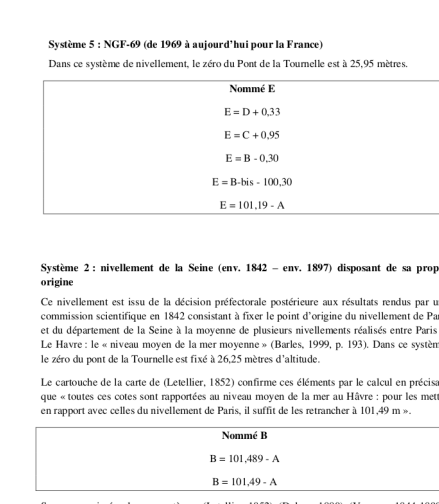 Système 5 : NGF-69 (de 1969 à aujourd'hui pour la France)
Dans ce système de nivellement, le zéro du Pont de la Tournelle est à 25,95 mètres.
Nommé E
E = D + 0,33
E = C + 0,95
E = B - 0,30
E = B-bis - 100,30
E = 101,19 - A
Système 2 : nivellement de la Seine (env. 1842 – env. 1897) disposant de sa prop
origine
Ce nivellement est issu de la décision préfectorale postérieure aux résultats rendus par u
commission scientifique en 1842 consistant à fixer le point d'origine du nivellement de Pa
et du département de la Seine à la moyenne de plusieurs nivellements réalisés entre Paris
Le Havre : le « niveau moyen de la mer moyenne » (Barles, 1999, p. 193). Dans ce systèm
le zéro du pont de la Tournelle est fixé à 26,25 mètres d'altitude.
Le cartouche de la carte de (Letellier, 1852) confirme ces éléments par le calcul en précisa
que « toutes ces cotes sont rapportées au niveau moyen de la mer au Hâvre : pour les mett
en rapport avec celles du nivellement de Paris, il suffit de les retrancher à 101,49 m ».
Nommé B
B = 101,489 - A
B = 101,49 - A